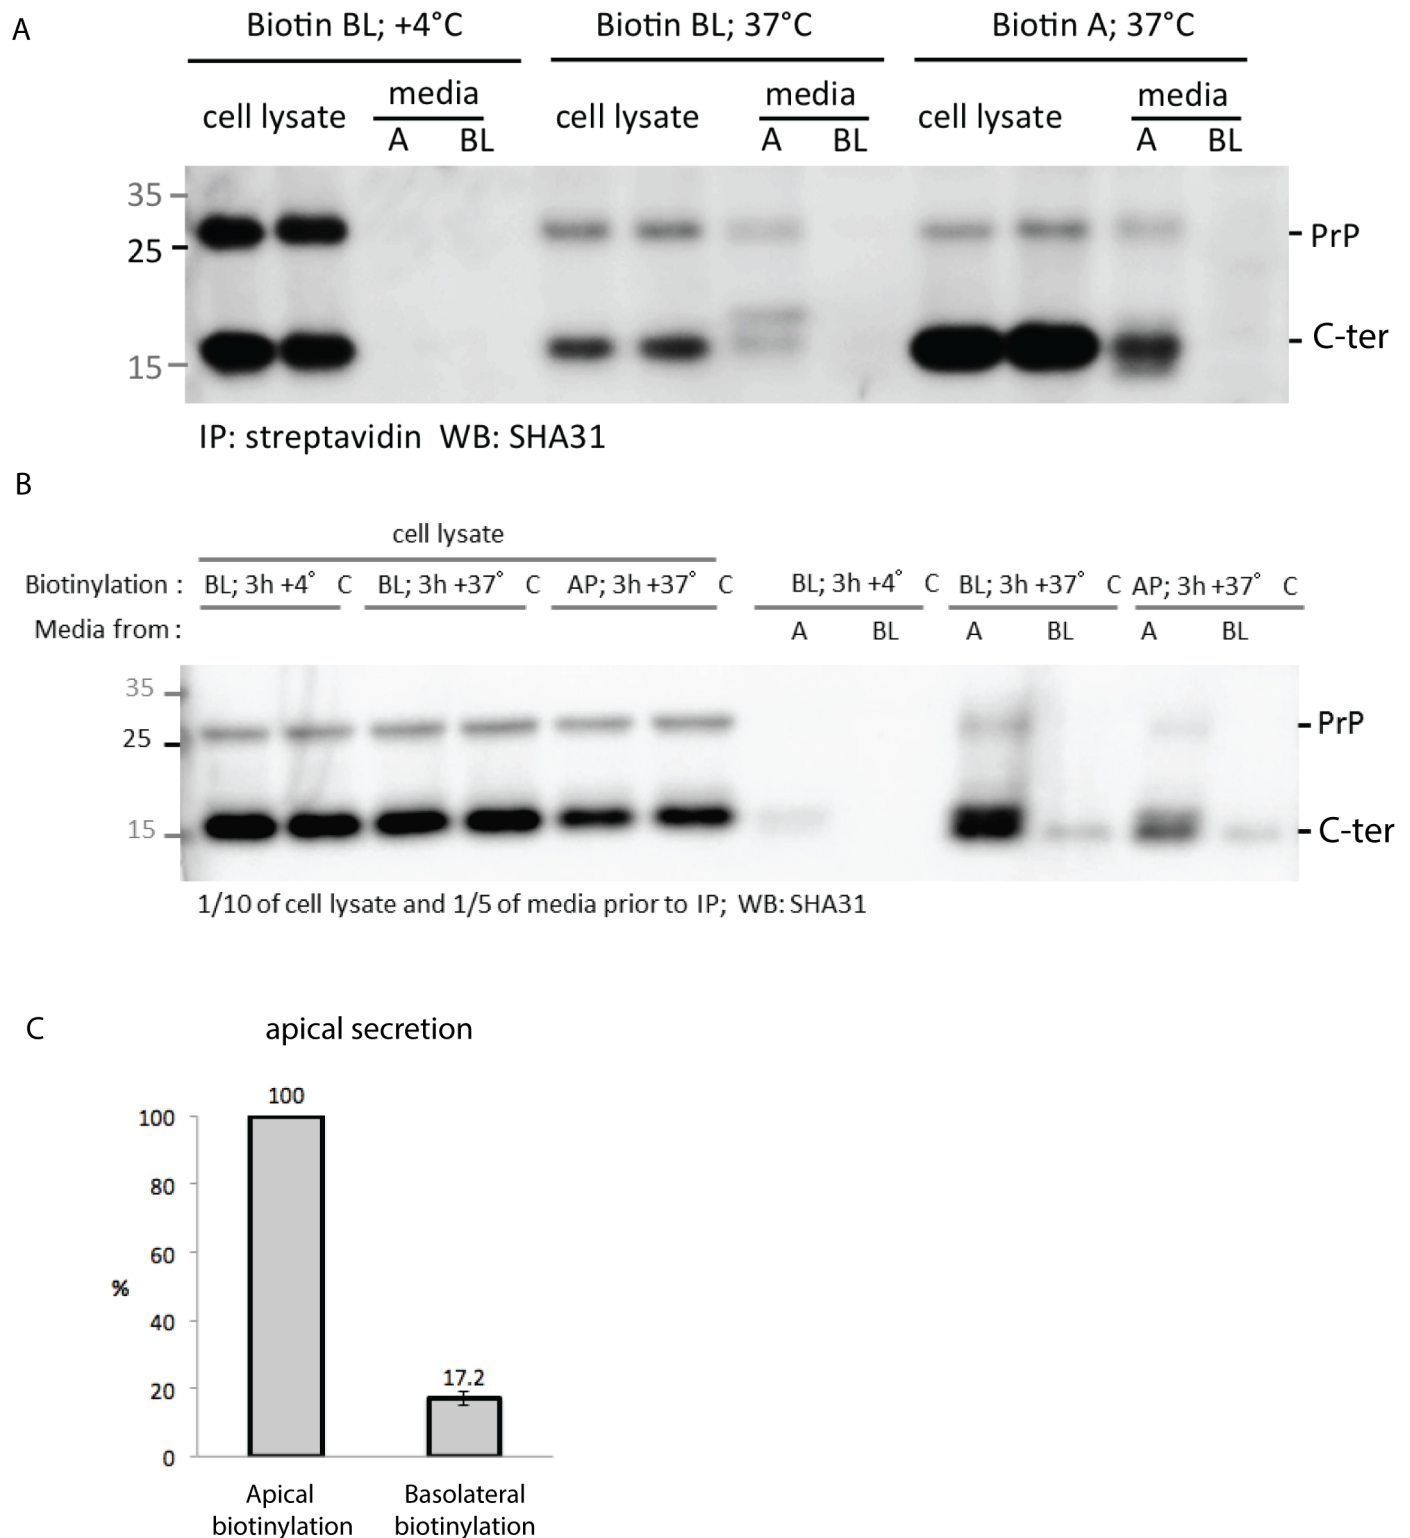 A
Biotin BL; +4°C Biotin BL; 37°C Biotin A; 37°C
cell lysate media cell lysate media cell lysate media
A BL A BL A BL
35
25
15
PrP
C-ter
IP: streptavidin WB: SHA31
B
cell lysate
Biotinylation : BL; 3h +4° C BL; 3h +37° C AP; 3h +37° C BL; 3h +4° C BL; 3h +37° C AP; 3h +37° C
Media from : A BL A BL A BL
35
25
15
PrP
C-ter
1/10 of cell lysate and 1/5 of media prior to IP; WB: SHA31
C
apical secretion
100
100
80
60
%
40
17.2
20
0
Apical Basolateral
biotinylation biotinylation